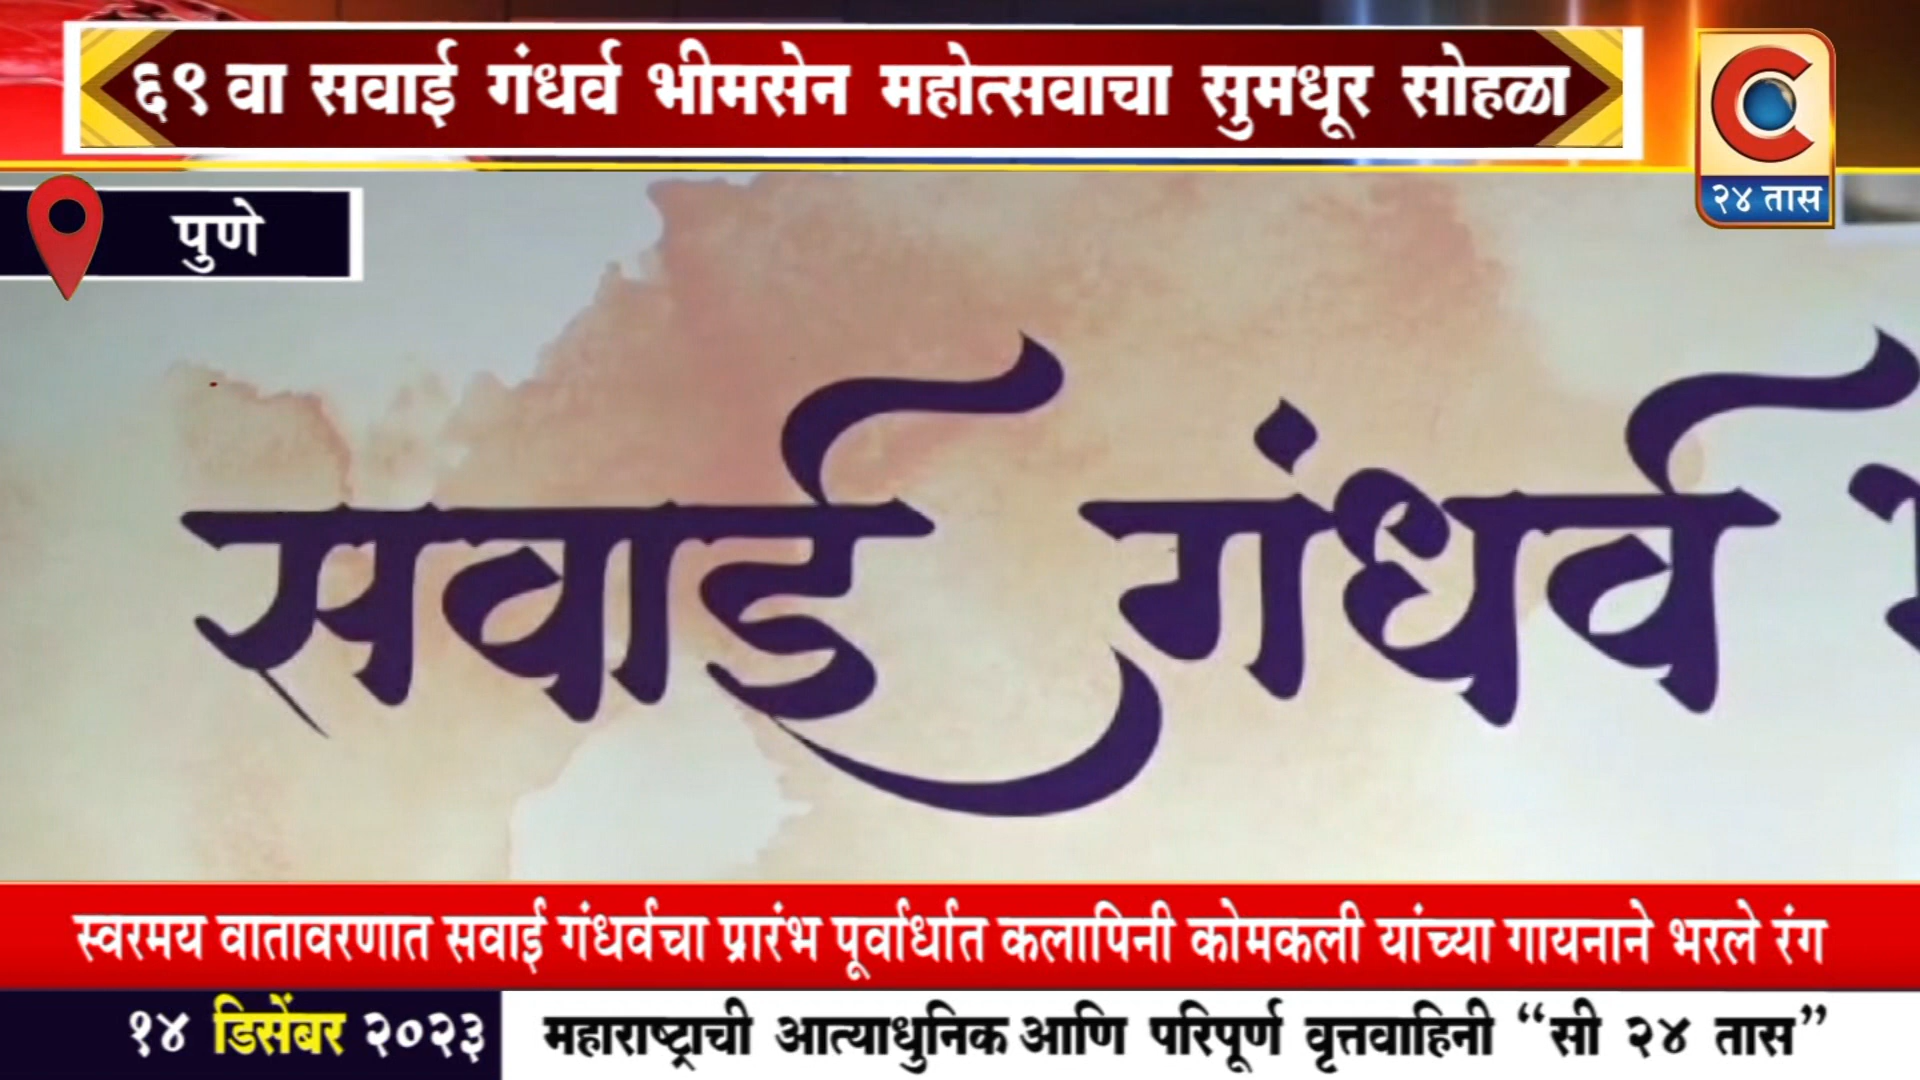 ६९ वा सवाई गंधर्व भीमसेन महोत्सवाचा सुमधूर सोहळा
C
२४ तास
पुणे
सवाई गंधर्व
स्वरमय वातावरणात सवाई गंधर्वचा प्रारंभ पूर्वार्धात कलापिनी कोमकली यांच्या गायनाने भरले रंग
१४ डिसेंबर २०२३
महाराष्ट्राची आत्याधुनिक आणि परिपूर्ण वृत्तवाहिनी “सी २४ तास”